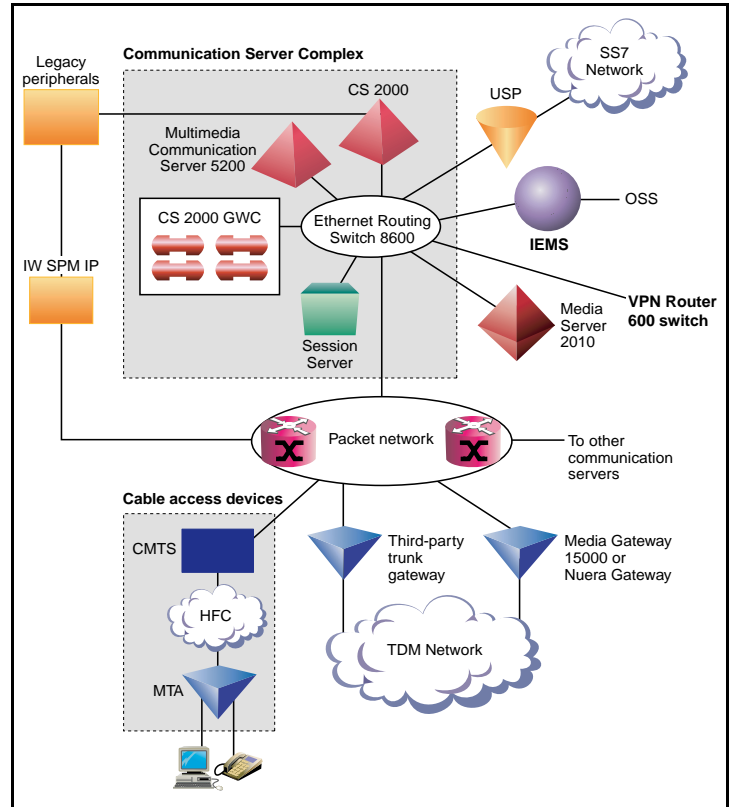 Legacy
peripherals
Communication Server Complex
CS 2000
SS7
Network
USP
Multimedia
Communication
Server 5200
CS 2000 GWC
Ethernet Routing
Switch 8600
OSS
IEMS
IW SPM IP
VPN Router
600 switch
Media
Server
2010
Session
Server
Packet network
To other
communication
servers
Cable access devices
CMTS
Third-party
trunk
gateway
Media Gateway
15000 or
Nuera Gateway
HFC
TDM Network
MTA